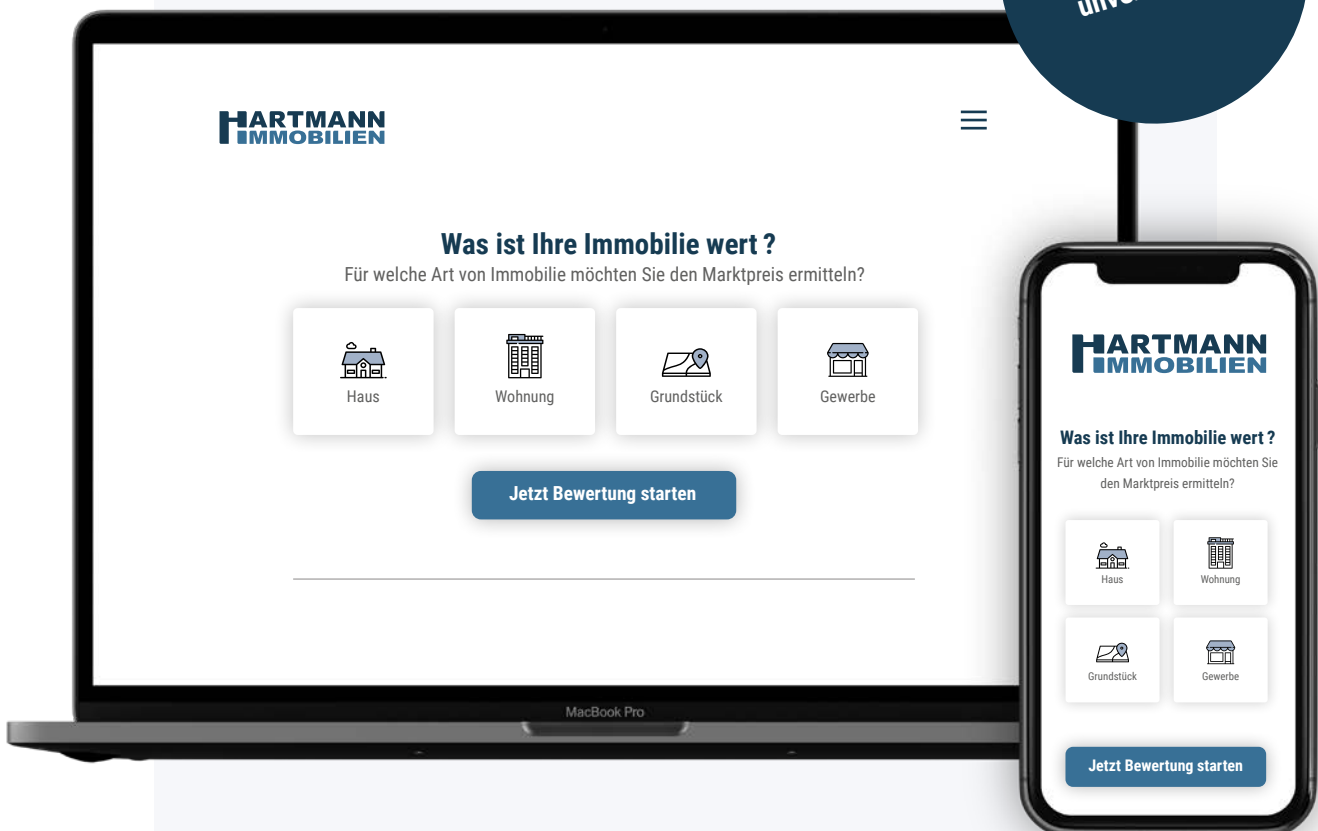 HARTMANN
IMMOBILIEN
Was ist Ihre Immobilie wert ?
Für welche Art von Immobilie möchten Sie den Marktpreis ermitteln?
Haus
Wohnung
Grundstück
Gewerbe
Jetzt Bewertung starten
MacBook Pro
HARTMANN
IMMOBILIEN
Was ist Ihre Immobilie wert ?
Für welche Art von Immobilie möchten Sie
den Marktpreis ermitteln?
Haus
Wohnung
Grundstück
Gewerbe
Jetzt Bewertung starten